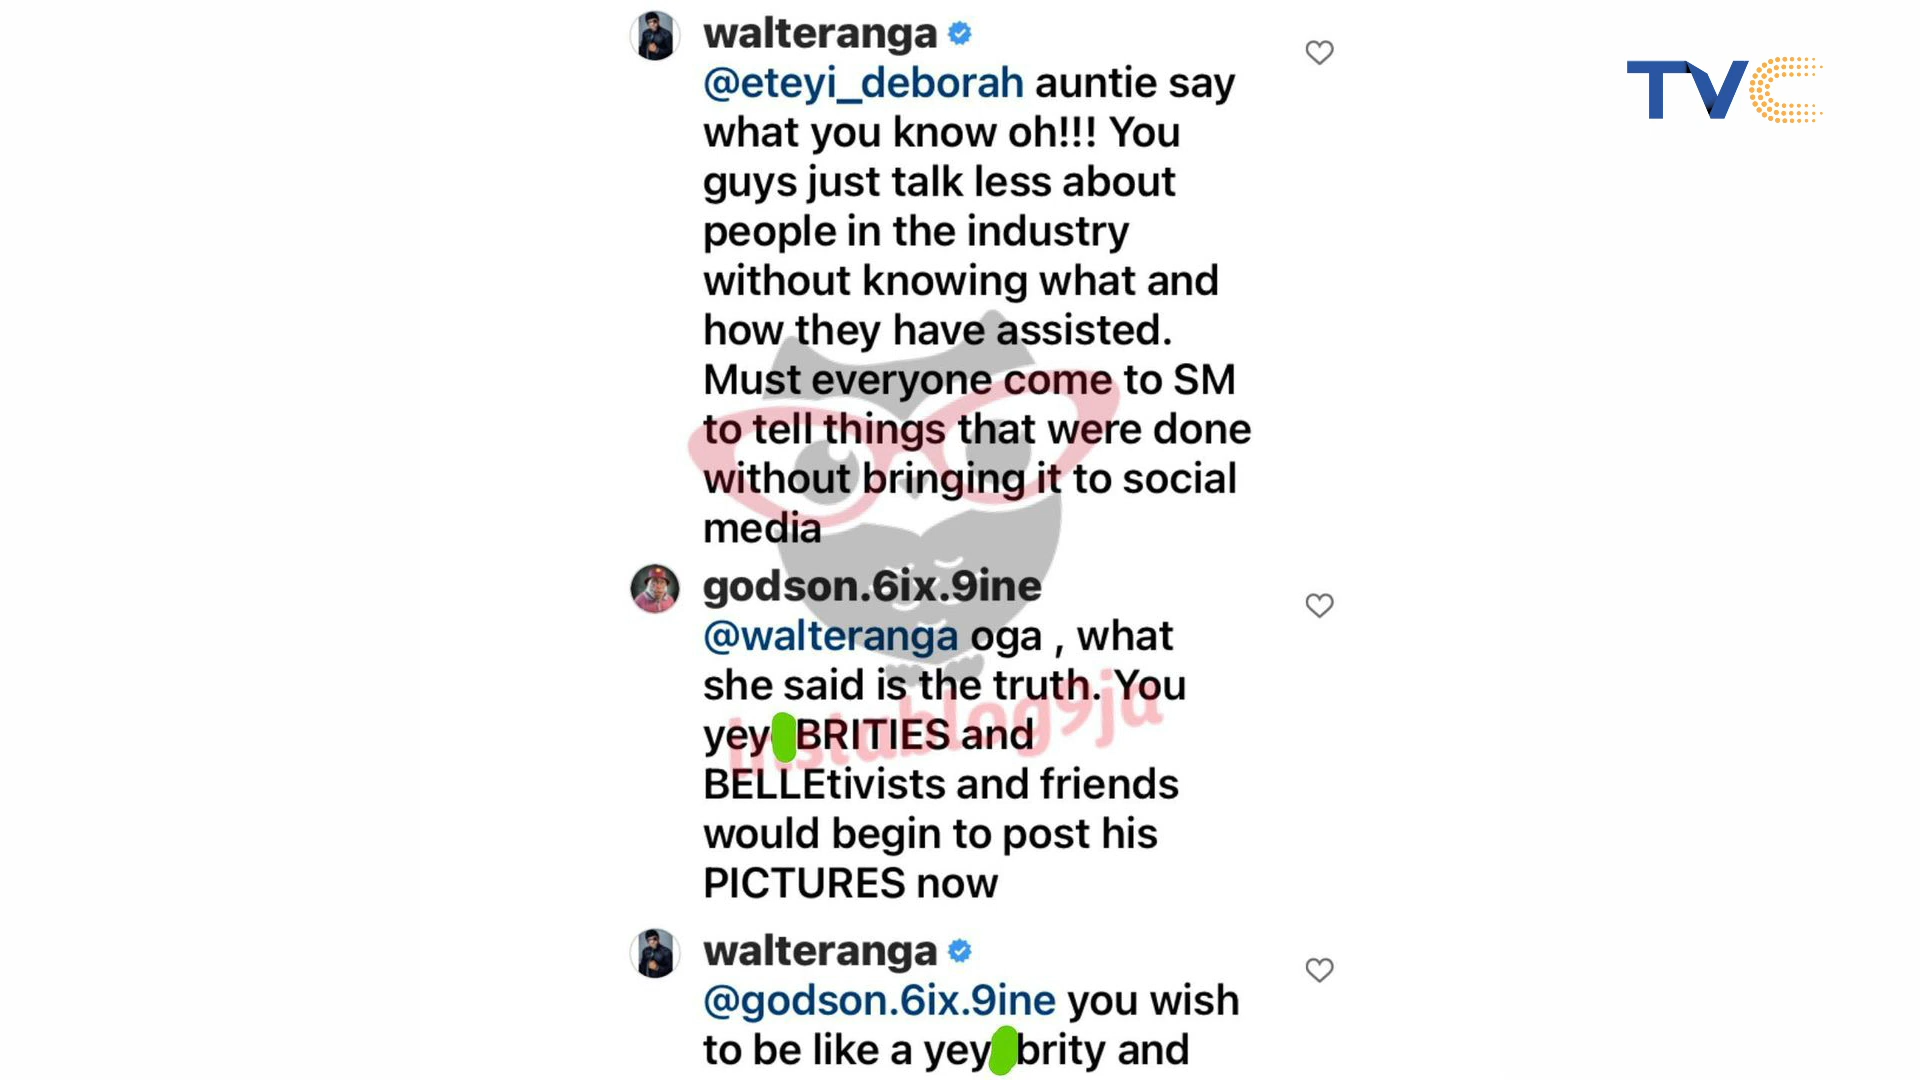 walteranga
@eteyi_deborah auntie say
what you know oh!!! You
guys just talk less about
people in the industry
without knowing what and
how they have assisted.
Must everyone come to SM
to tell things that were done
without bringing it to social
media
godson.6ix.9ine
@walteranga oga , what
she said is the truth. You
yey BRITIES and
BELLEtivists and friends
would begin to post his
PICTURES now
walteranga
@godson.6ix.9ine you wish
to be like a yey brity and
TVC
instablog9ja